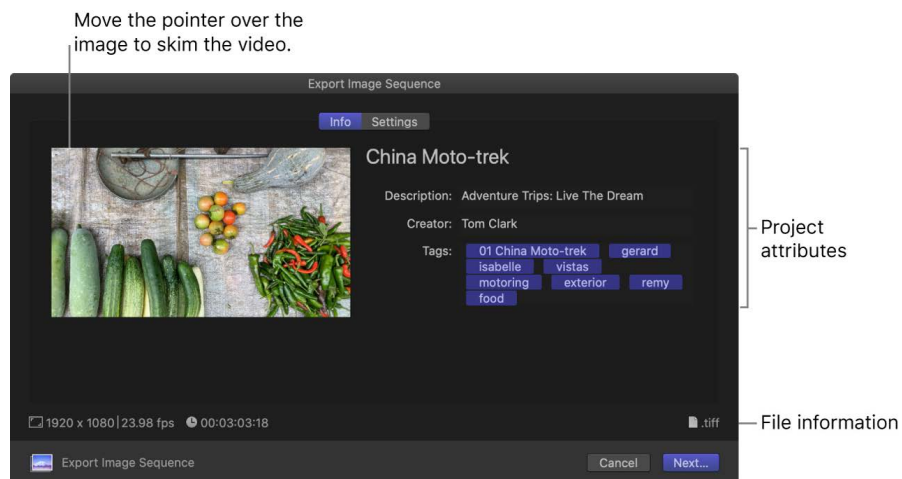 Move the pointer over the
image to skim the video.
Export Image Sequence
Info Settings
China Moto-trek
Description: Adventure Trips: Live The Dream
Creator: Tom Clark
Tags: 01 China Moto-trek gerard
isabelle vistas
motoring exterior remy
food
Project
attributes
1920 x 1080 | 23.98 fps 00:03:03:18 .tiff
File information
Export Image Sequence Cancel Next...